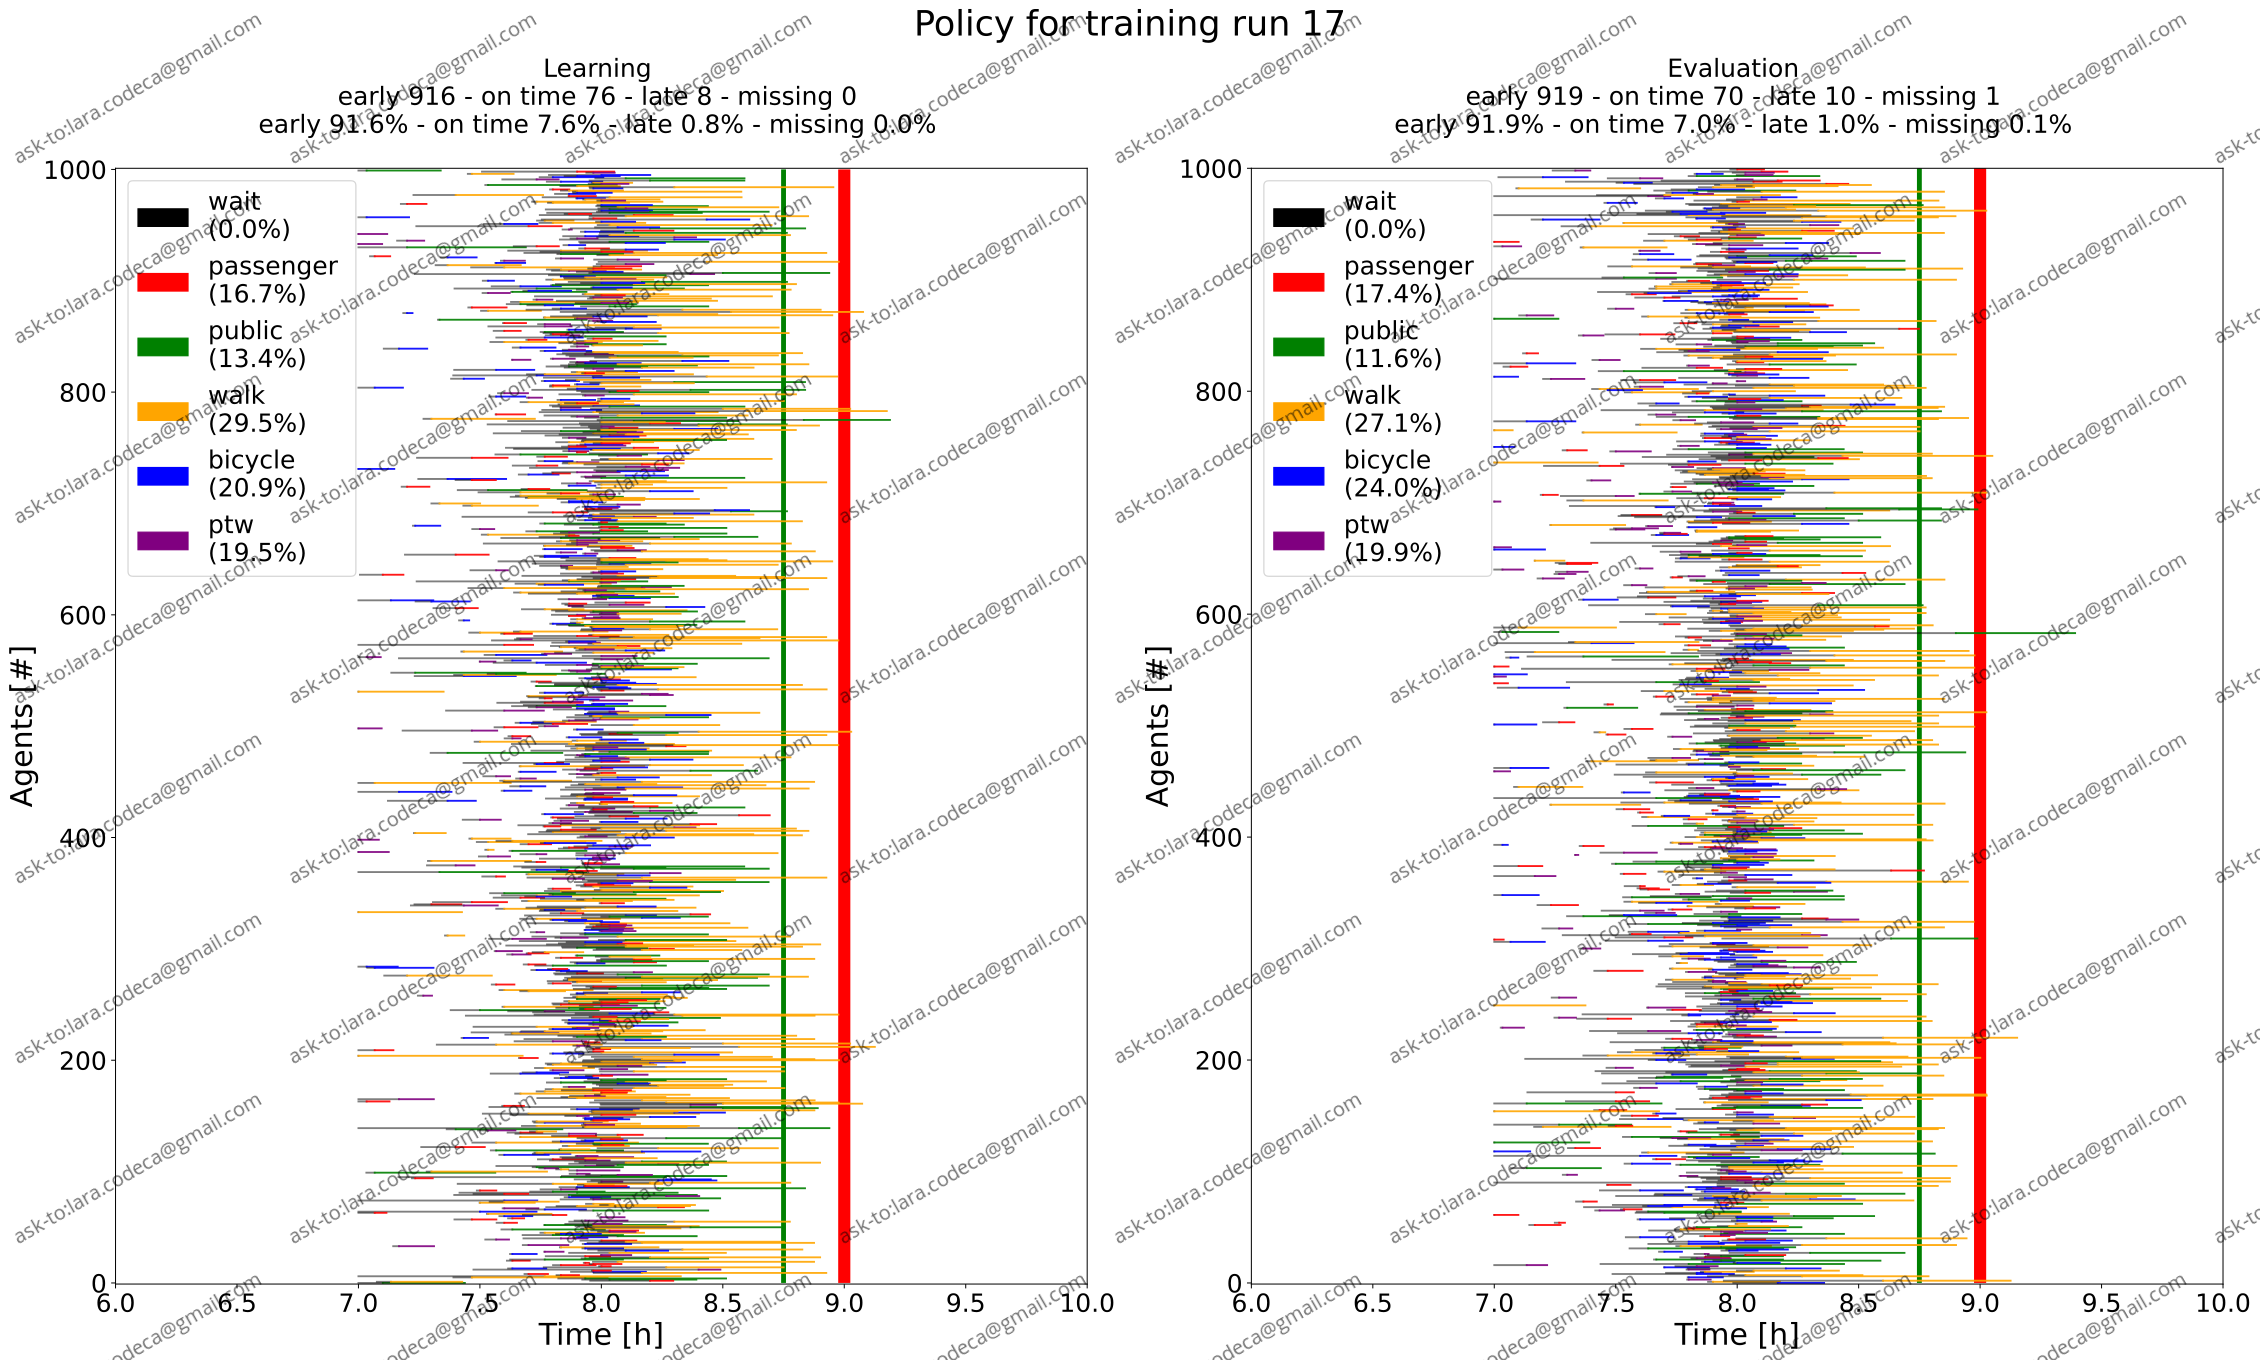 Policy for training run 17
Learning
early 916 - on time 76 - late 8 - missing 0
early 91.6% - on time 7.6% - late 0.8% - missing 0.0%
1000
800
600
400
200
0
Agents [#]
wait
(0.0%)
passenger
(16.7%)
public
(13.4%)
walk
(29.5%)
bicycle
(20.9%)
ptw
(19.5%)
6.0 6.5 7.0 7.5 8.0 8.5 9.0 9.5 10.0
Time [h]
Evaluation
early 919 - on time 70 - late 10 - missing 1
early 91.9% - on time 7.0% - late 1.0% - missing 0.1%
1000
800
600
400
200
0
Agents [#]
wait
(0.0%)
passenger
(17.4%)
public
(11.6%)
walk
(27.1%)
bicycle
(24.0%)
ptw
(19.9%)
6.0 6.5 7.0 7.5 8.0 8.5 9.0 9.5 10.0
Time [h]
ask-to:lara.codeca@gmail.com